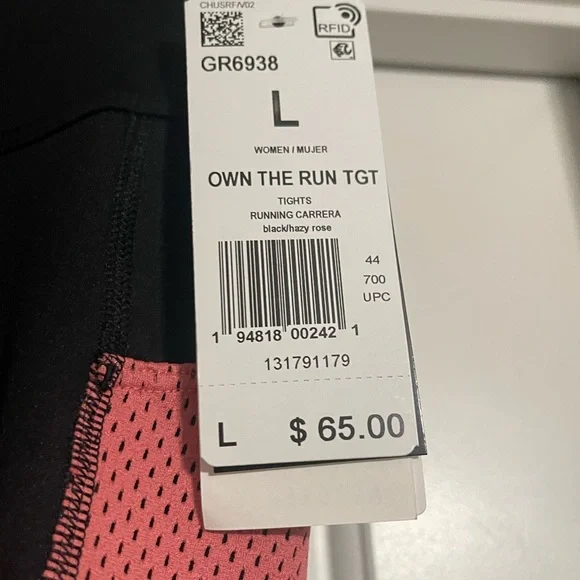 CHUSRF/V02
RFID
GR6938
L
WOMEN / MUJER
OWN THE RUN TGT
TIGHTS
RUNNING CARRERA
black/hazy rose
44
700
UPC
1 94818 00242 1
131791179
L $ 65.00